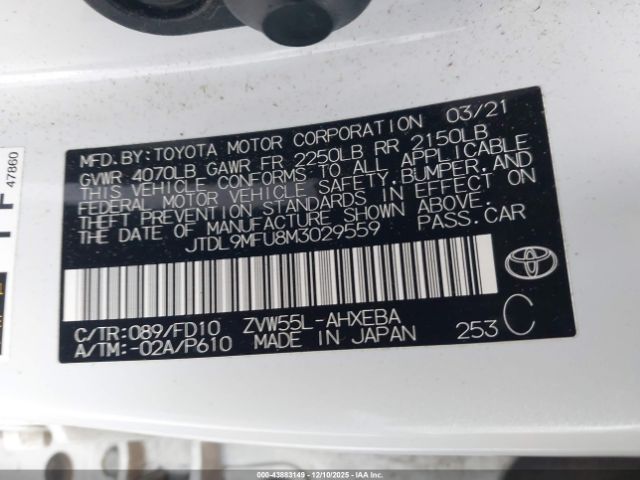 MFD.BY:TOYOTA MOTOR CORPORATION 03/21
GVWR 4070LB GAWR FR 2250LB RR 2150LB
THIS VEHICLE CONFORMS TO ALL APPLICABLE
FEDERAL MOTOR VEHICLE SAFETY,BUMPER,AND
THEFT PREVENTION STANDARDS IN EFFECT ON
THE DATE OF MANUFACTURE SHOWN ABOVE.
JTDL9MFU8M3029559 PASS.CAR
C/TR:089/FD10 ZVW55L-AHXEBA
A/TM:-02A/P610 MADE IN JAPAN 253 C
47860
000-43883149 - 12/10/2025 - IAAI.CA